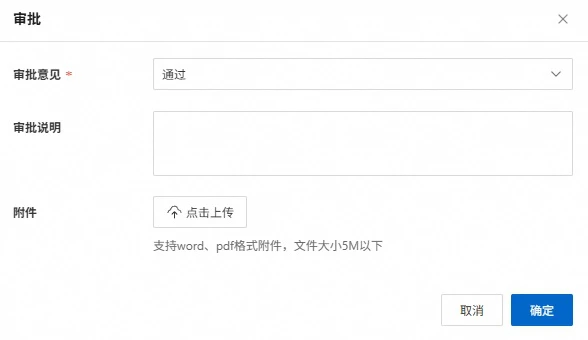 审批
审批意见 *
通过
审批说明
附件
点击上传
支持word、pdf格式附件，文件大小5M以下
取消
确定